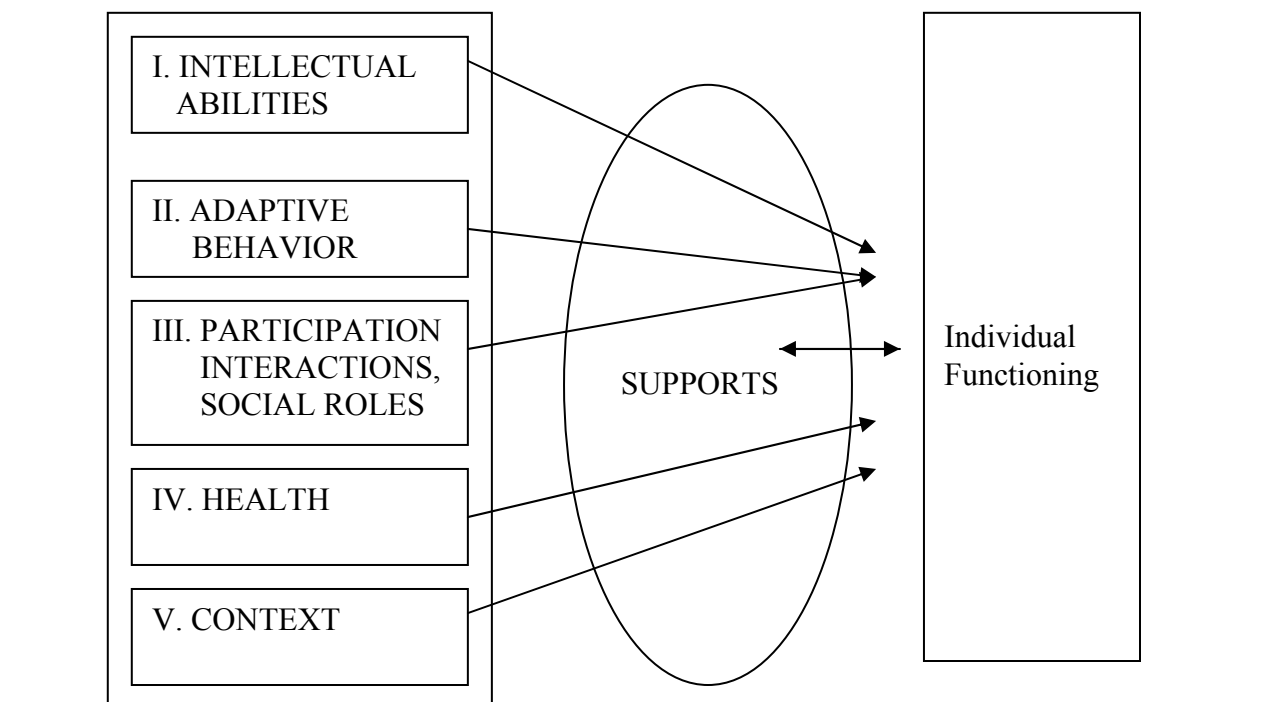 I. INTELLECTUAL
ABILITIES
II. ADAPTIVE
BEHAVIOR
III. PARTICIPATION
INTERACTIONS,
SOCIAL ROLES
IV. HEALTH
V. CONTEXT
SUPPORTS
Individual
Functioning